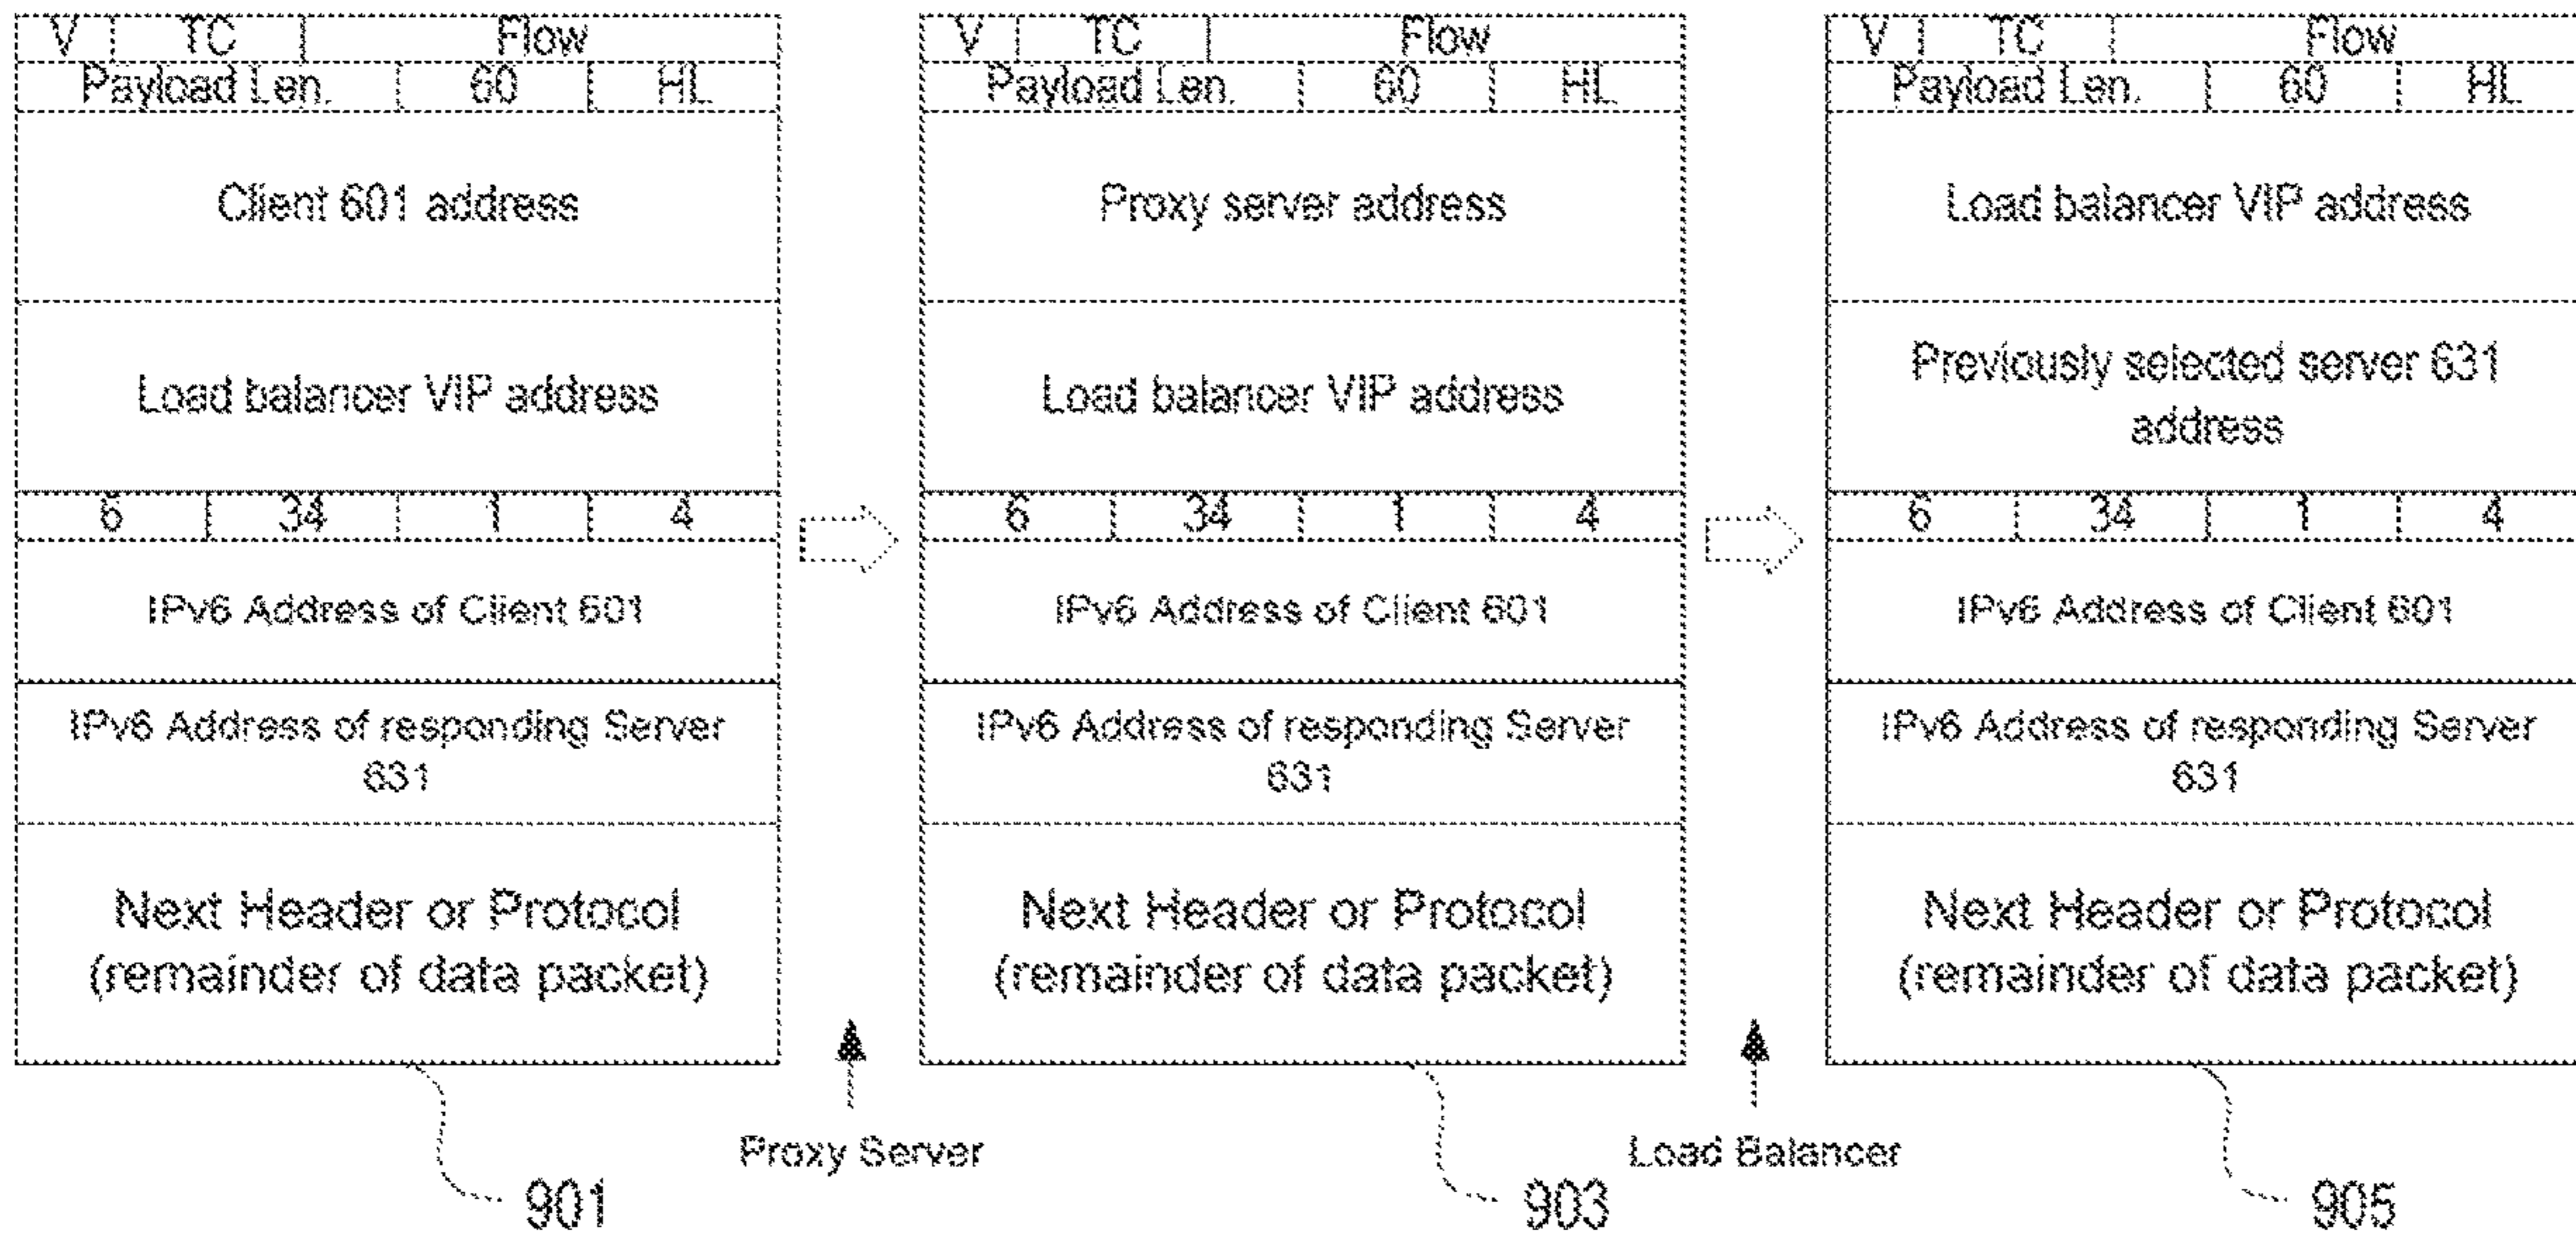 V TC Flow
Payload Len. 60 HL
Client 601 address
Load balancer VIP address
6 34 1 4
IPv6 Address of Client 601
IPv6 Address of responding Server
631
Next Header or Protocol
(remainder of data packet)
901
Proxy Server
V TC Flow
Payload Len. 60 HL
Proxy server address
Load balancer VIP address
6 34 1 4
IPv6 Address of Client 601
IPv6 Address of responding Server
631
Next Header or Protocol
(remainder of data packet)
903
Load Balancer
V TC Flow
Payload Len. 60 HL
Load balancer VIP address
Previously selected server 631
address
6 34 1 4
IPv6 Address of Client 601
IPv6 Address of responding Server
631
Next Header or Protocol
(remainder of data packet)
905